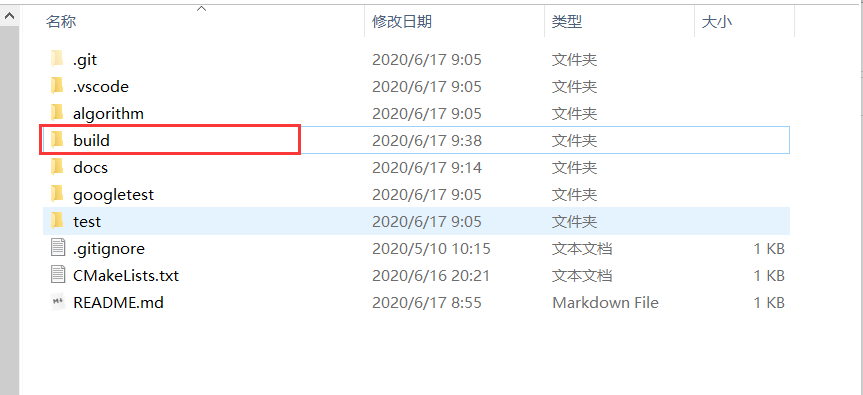 名称 修改日期 类型 大小
.git 2020/6/17 9:05 文件夹
.vscode 2020/6/17 9:05 文件夹
algorithm 2020/6/17 9:05 文件夹
build 2020/6/17 9:38 文件夹
docs 2020/6/17 9:14 文件夹
googletest 2020/6/17 9:05 文件夹
test 2020/6/17 9:05 文件夹
.gitignore 2020/5/10 10:15 文本文档 1 KB
CMakeLists.txt 2020/6/16 20:21 文本文档 1 KB
README.md 2020/6/17 8:55 Markdown File 1 KB